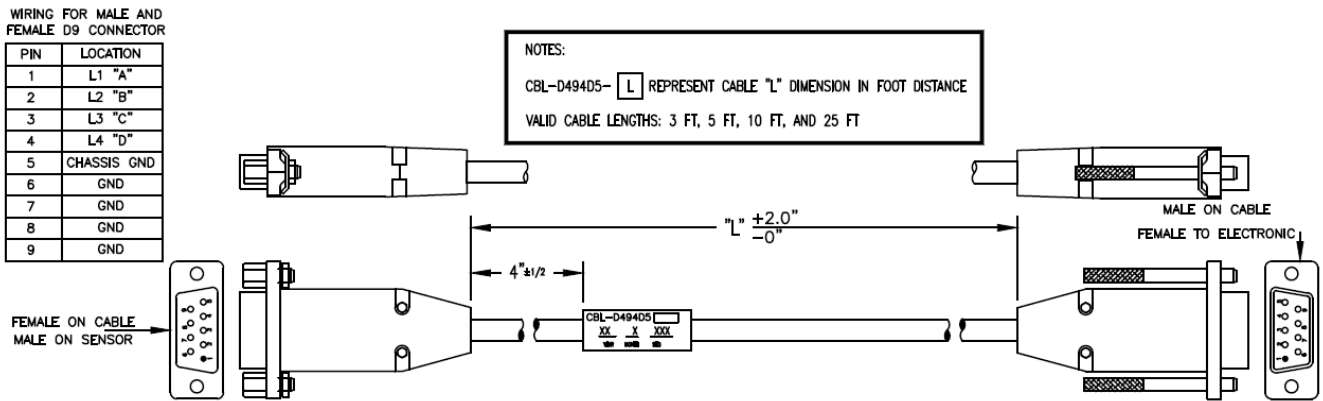 WIRING FOR MALE AND
FEMALE D9 CONNECTOR
PIN LOCATION
1 L1 "A"
2 L2 "B"
3 L3 "C"
4 L4 "D"
5 CHASSIS GND
6 GND
7 GND
8 GND
9 GND
NOTES:
CBL-D494D5- L REPRESENT CABLE "L" DIMENSION IN FOOT DISTANCE
VALID CABLE LENGTHS: 3 FT, 5 FT, 10 FT, AND 25 FT
MALE ON CABLE
FEMALE TO ELECTRONIC
"L" +2.0"
-0"
4"±1/2
FEMALE ON CABLE
MALE ON SENSOR
CBL-D494D5
XX X XXX